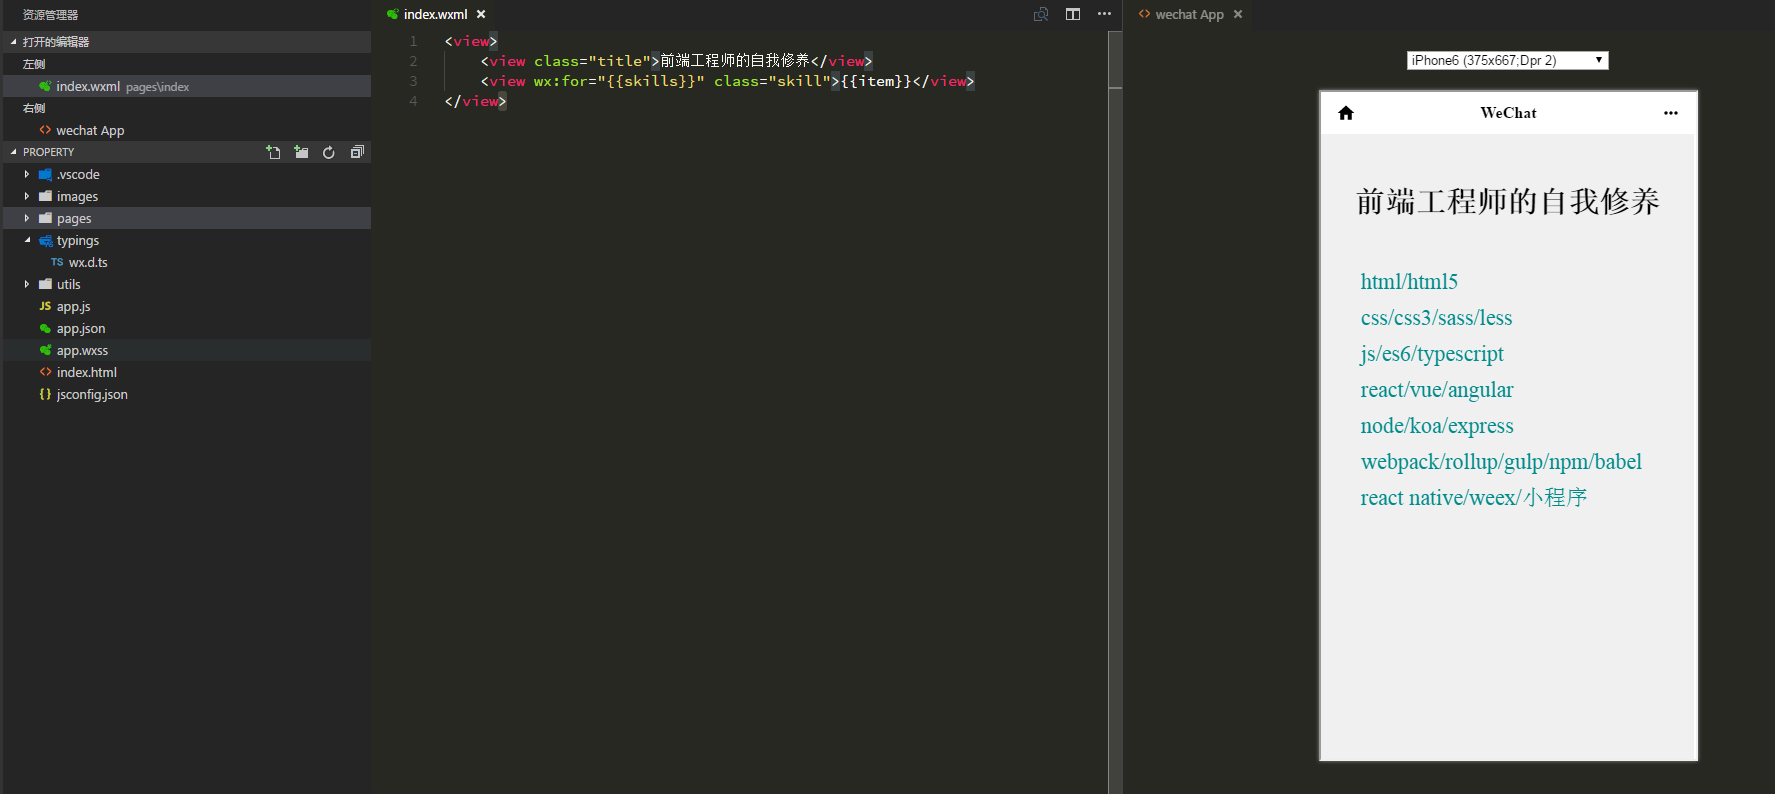 资源管理器
打开的编辑器
左侧
index.wxml pages\index
右侧
wechat App
PROPERTY
.vscode
images
pages
typings
TS wx.d.ts
utils
JS app.js
app.json
app.wxss
<> index.html
{} jsconfig.json
index.wxml ×
1 <view>
2 <view class="title">前端工程师的自我修养</view>
3 <view wx:for="{{skills}}" class="skill">{{item}}</view>
4 </view>
<> wechat App ×
iPhone6 (375x667;Dpr 2)
WeChat
前端工程师的自我修养
html/html5
css/css3/sass/less
js/es6/typescript
react/vue/angular
node/koa/express
webpack/rollup/gulp/npm/babel
react native/weex/小程序